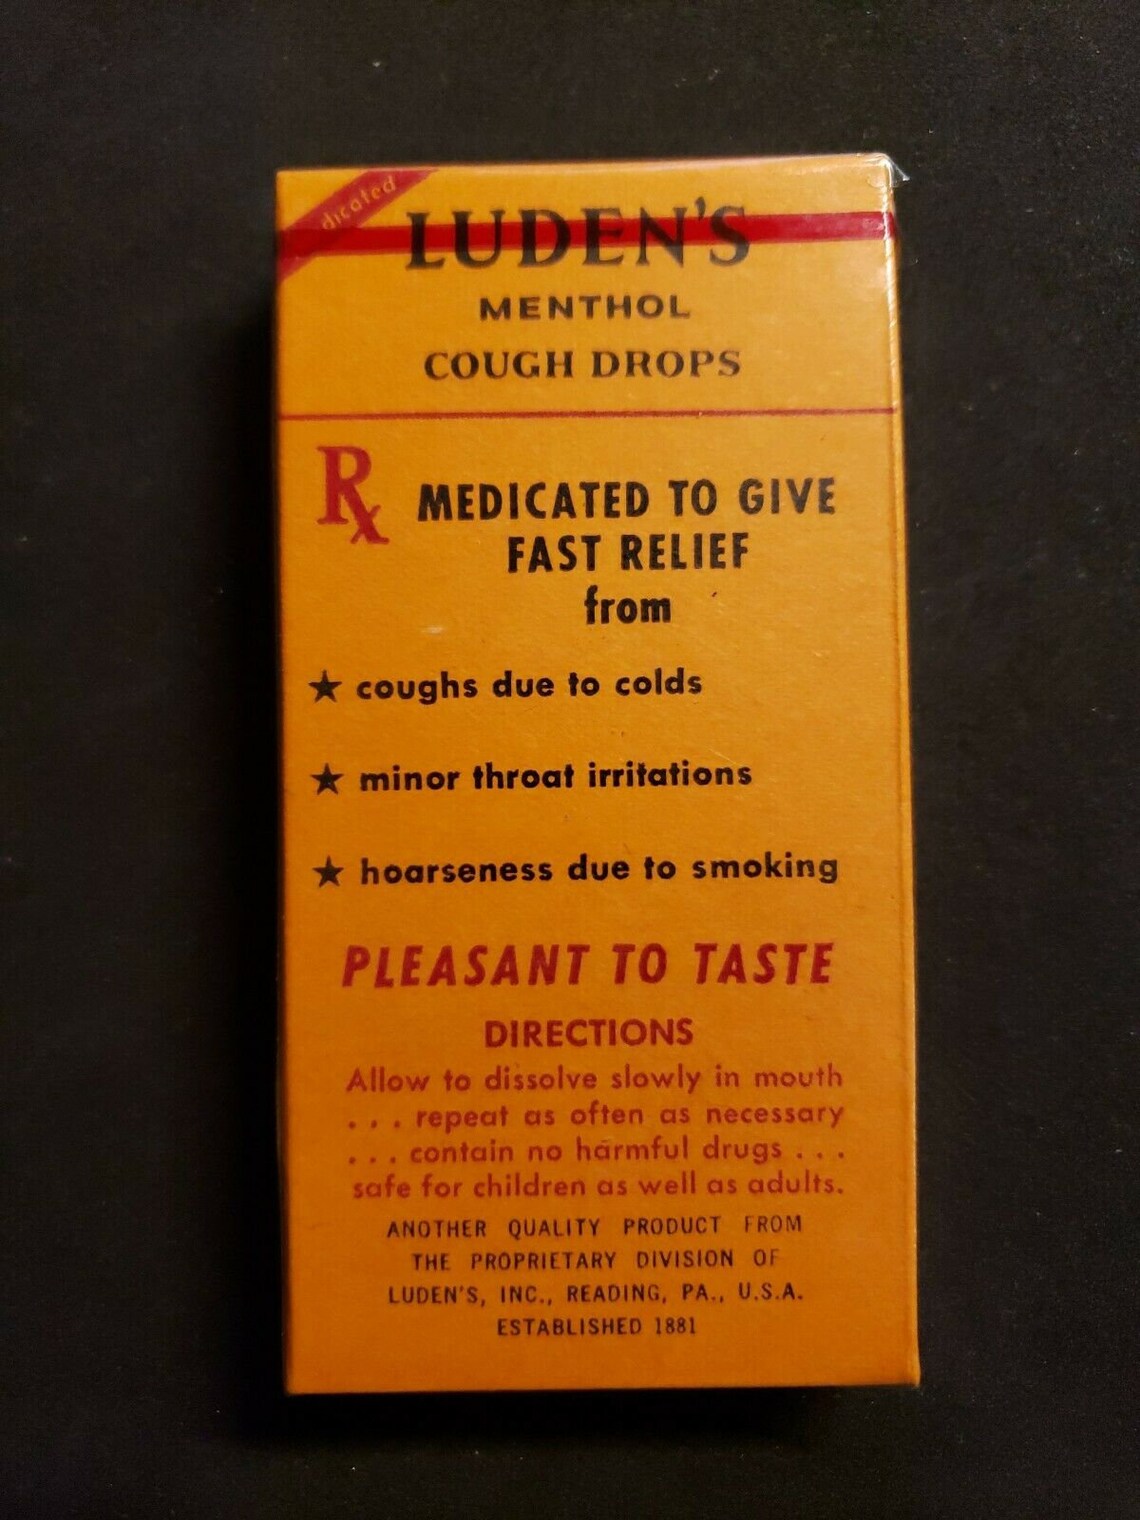 dicated
LUDEN'S
MENTHOL
COUGH DROPS
Rx
MEDICATED TO GIVE
FAST RELIEF
from
★ coughs due to colds
★ minor throat irritations
★ hoarseness due to smoking
PLEASANT TO TASTE
DIRECTIONS
Allow to dissolve slowly in mouth
. . . repeat as often as necessary
. . . contain no harmful drugs . . .
safe for children as well as adults.
ANOTHER QUALITY PRODUCT FROM
THE PROPRIETARY DIVISION OF
LUDEN'S, INC., READING, PA., U.S.A.
ESTABLISHED 1881